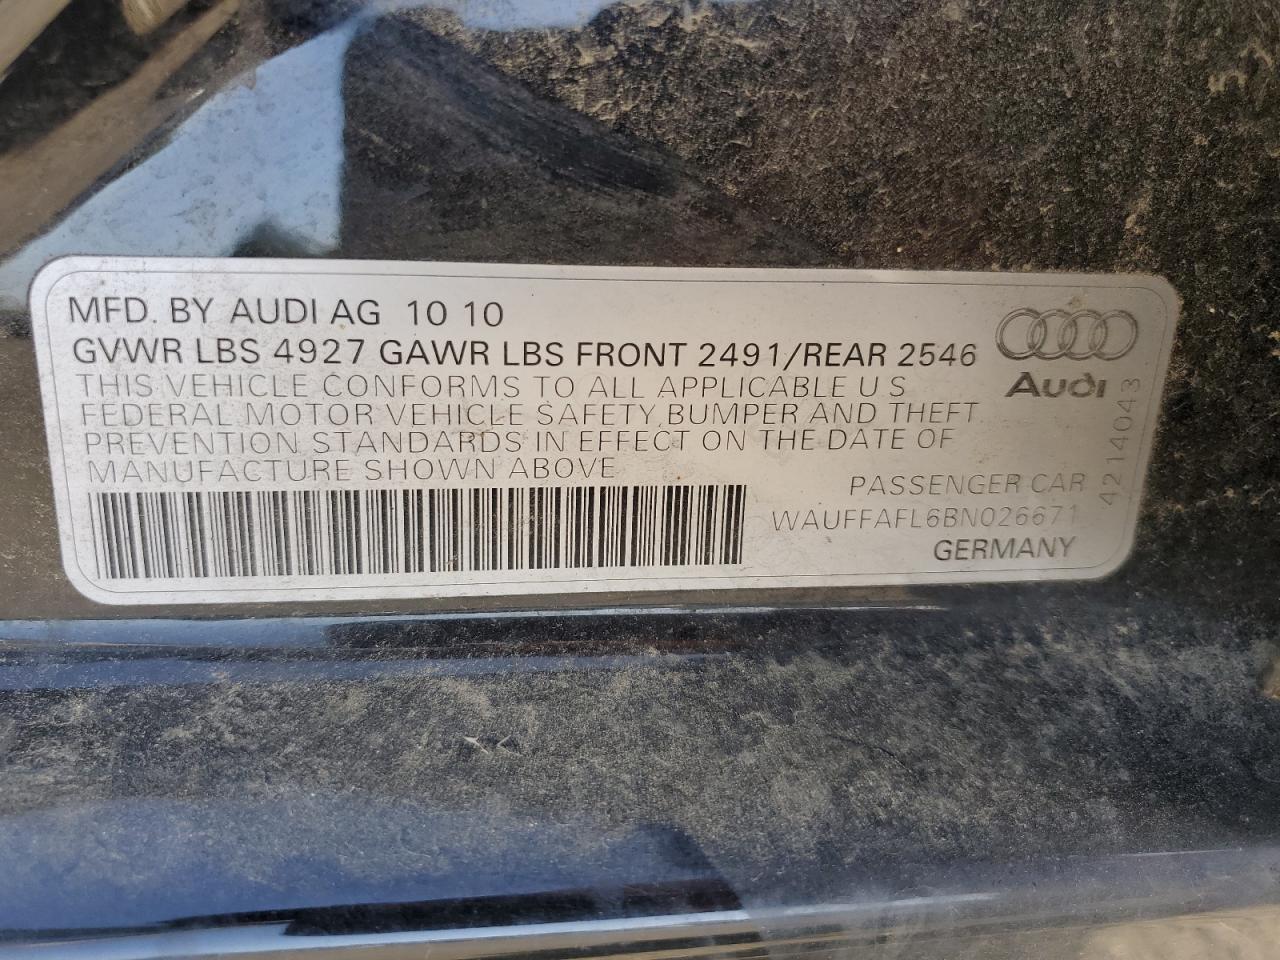 MFD. BY AUDI AG 10 10
GVWR LBS 4927 GAWR LBS FRONT 2491/REAR 2546
THIS VEHICLE CONFORMS TO ALL APPLICABLE U S
FEDERAL MOTOR VEHICLE SAFETY, BUMPER AND THEFT
PREVENTION STANDARDS IN EFFECT ON THE DATE OF
MANUFACTURE SHOWN ABOVE
PASSENGER CAR
WAUFFAFL6BN026671
GERMANY
Audi
4214043